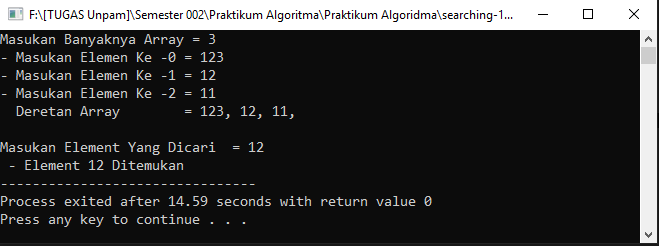 F:\[TUGAS Unpam]\Semester 002\Praktikum Algoritma\Praktikum Algoridma\searching-1...
Masukan Banyaknya Array = 3
- Masukan Elemen Ke -0 = 123
- Masukan Elemen Ke -1 = 12
- Masukan Elemen Ke -2 = 11
  Deretan Array        = 123, 12, 11,

Masukan Element Yang Dicari  = 12
 - Element 12 Ditemukan
--------------------------------
Process exited after 14.59 seconds with return value 0
Press any key to continue . . .